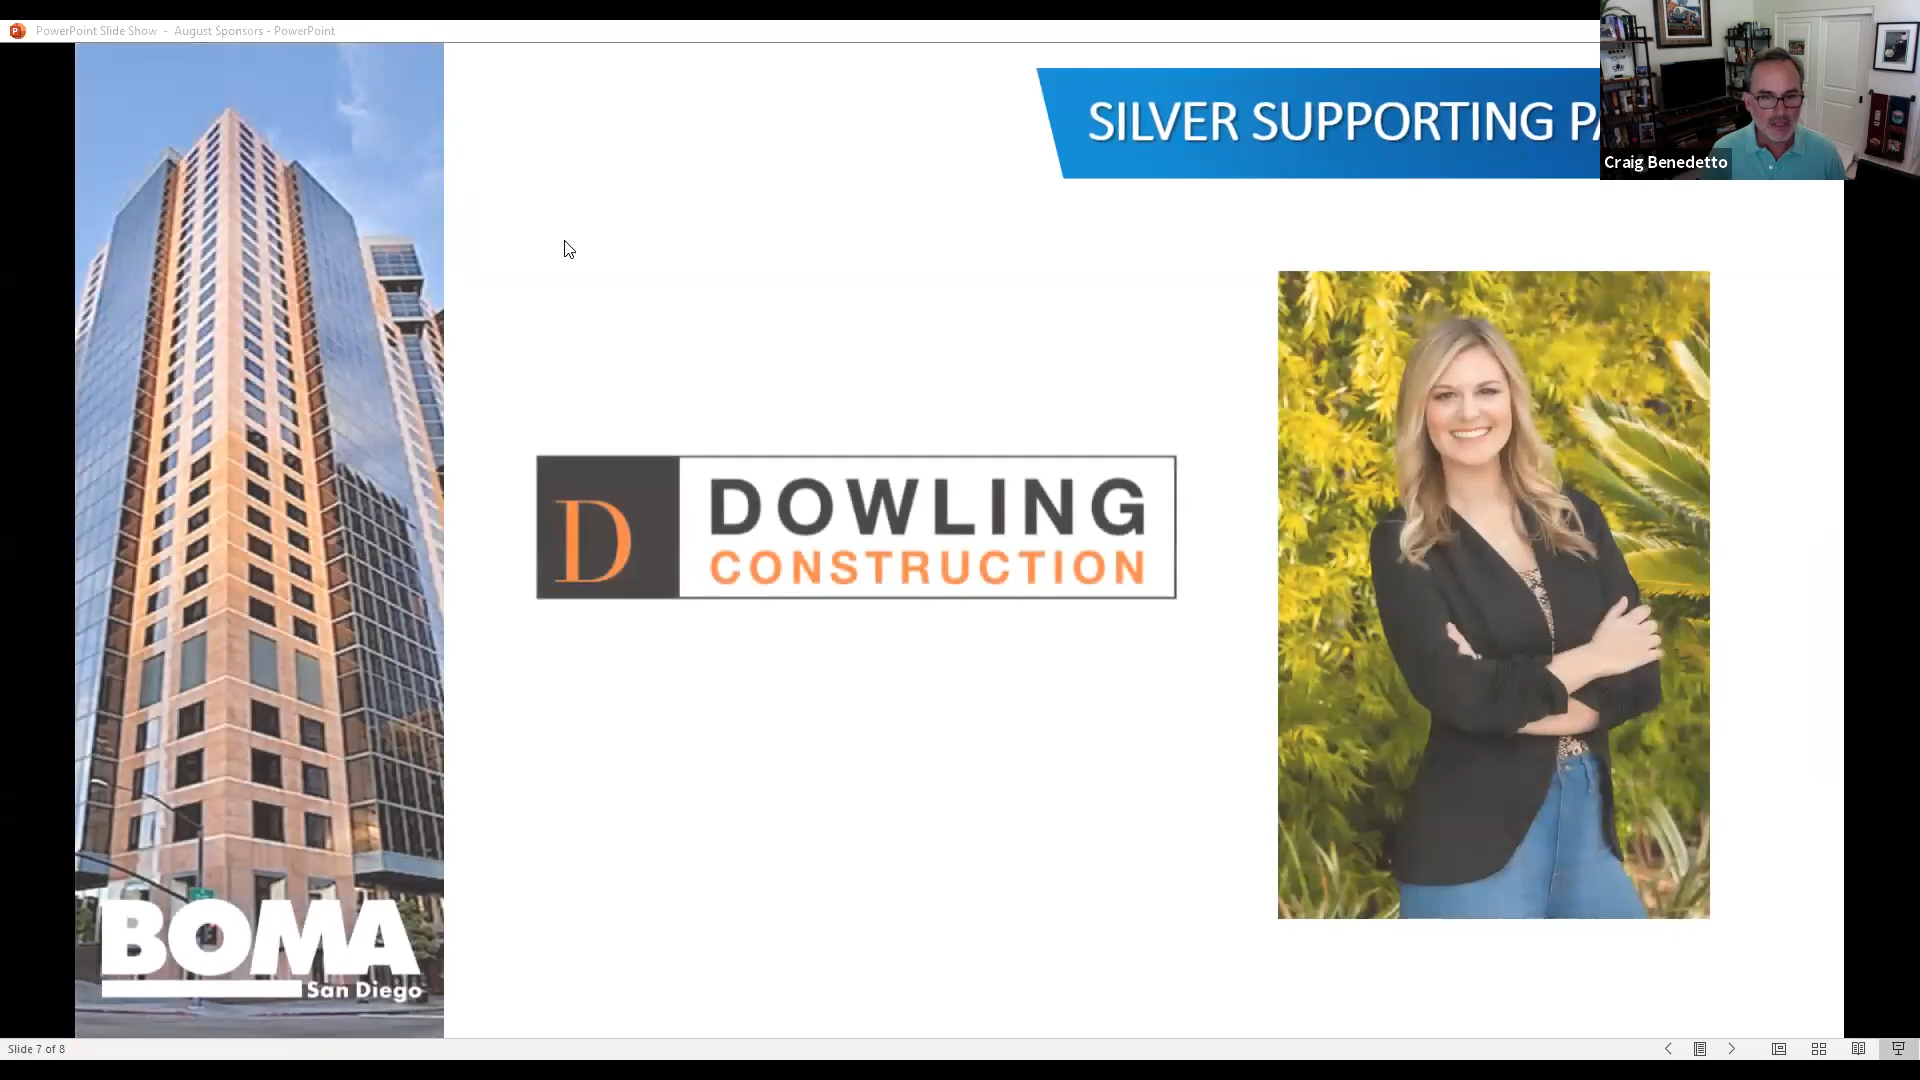 PowerPoint Slide Show - August Sponsors - PowerPoint
SILVER SUPPORTING PA
Craig Benedetto
D DOWLING
CONSTRUCTION
BOMA
San Diego
Slide 7 of 8